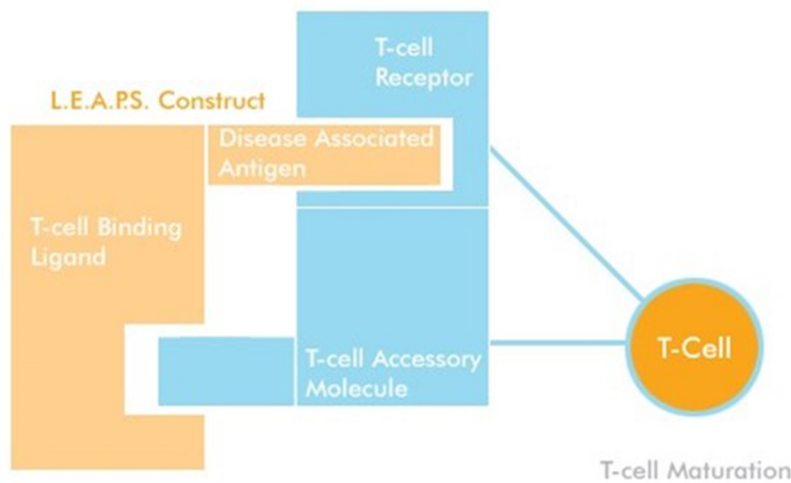 T-cell
Receptor
L.E.A.P.S. Construct
Disease Associated
Antigen
T-cell Binding
Ligand
T-Cell
T-cell Accessory
Molecule
T-cell Maturation